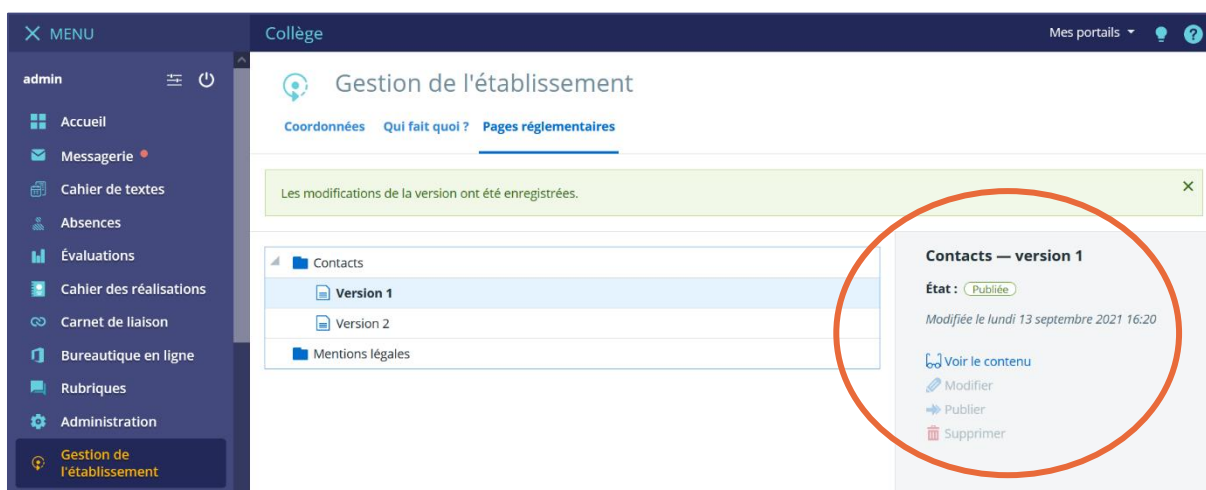 MENU
Collège
Mes portails
?
admin
Accueil
Messagerie
Cahier de textes
Absences
Évaluations
Cahier des réalisations
Carnet de liaison
Bureautique en ligne
Rubriques
Administration
Gestion de
l'établissement
Gestion de l'établissement
Coordonnées
Qui fait quoi ?
Pages réglementaires
Les modifications de la version ont été enregistrées.
Contacts
Version 1
Version 2
Mentions légales
Contacts — version 1
État : Publiée
Modifiée le lundi 13 septembre 2021 16:20
Voir le contenu
Modifier
Publier
Supprimer